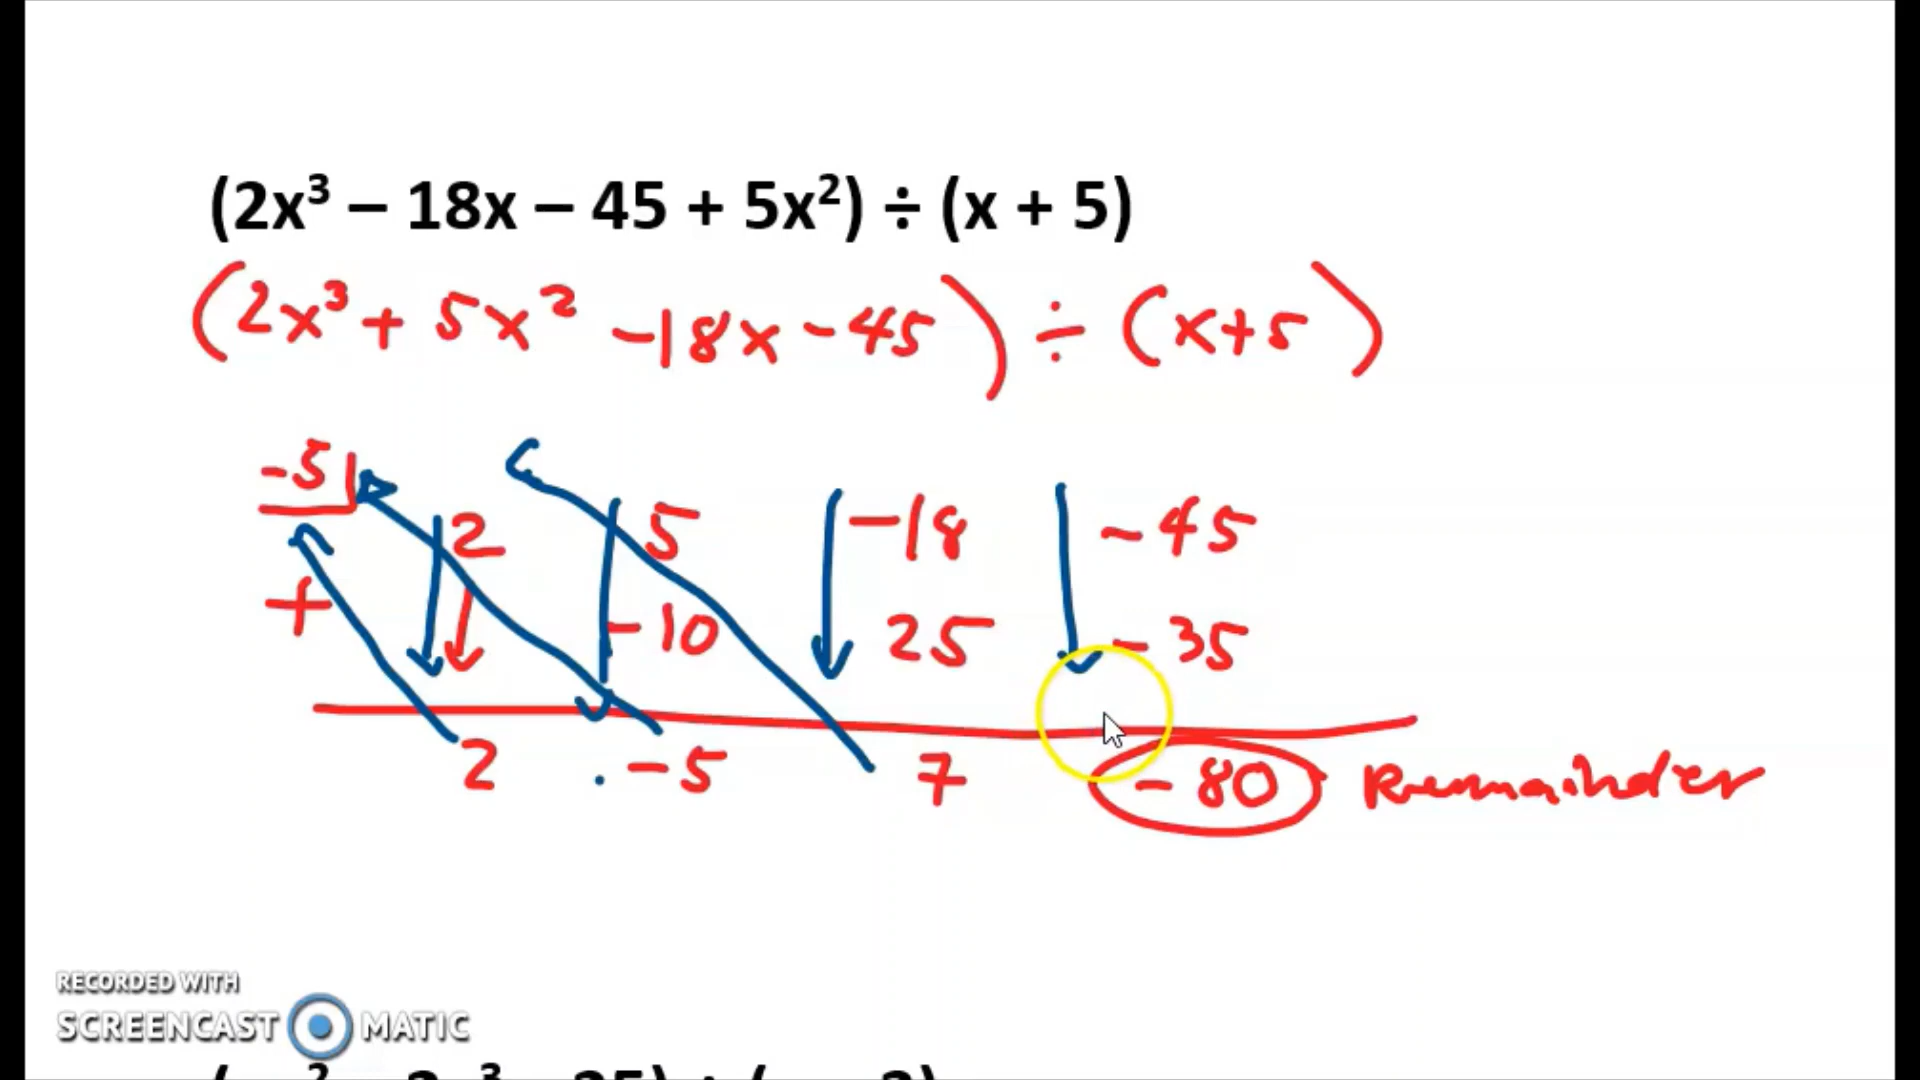 (2x³ – 18x – 45 + 5x²) ÷ (x + 5)
(2x³ + 5x² -18x -45) ÷ (x+5)
-5| 2 5 -18 -45
+ -10 25 -35
2 -5 7 -80 Remainder
RECORDED WITH
SCREENCAST MATIC